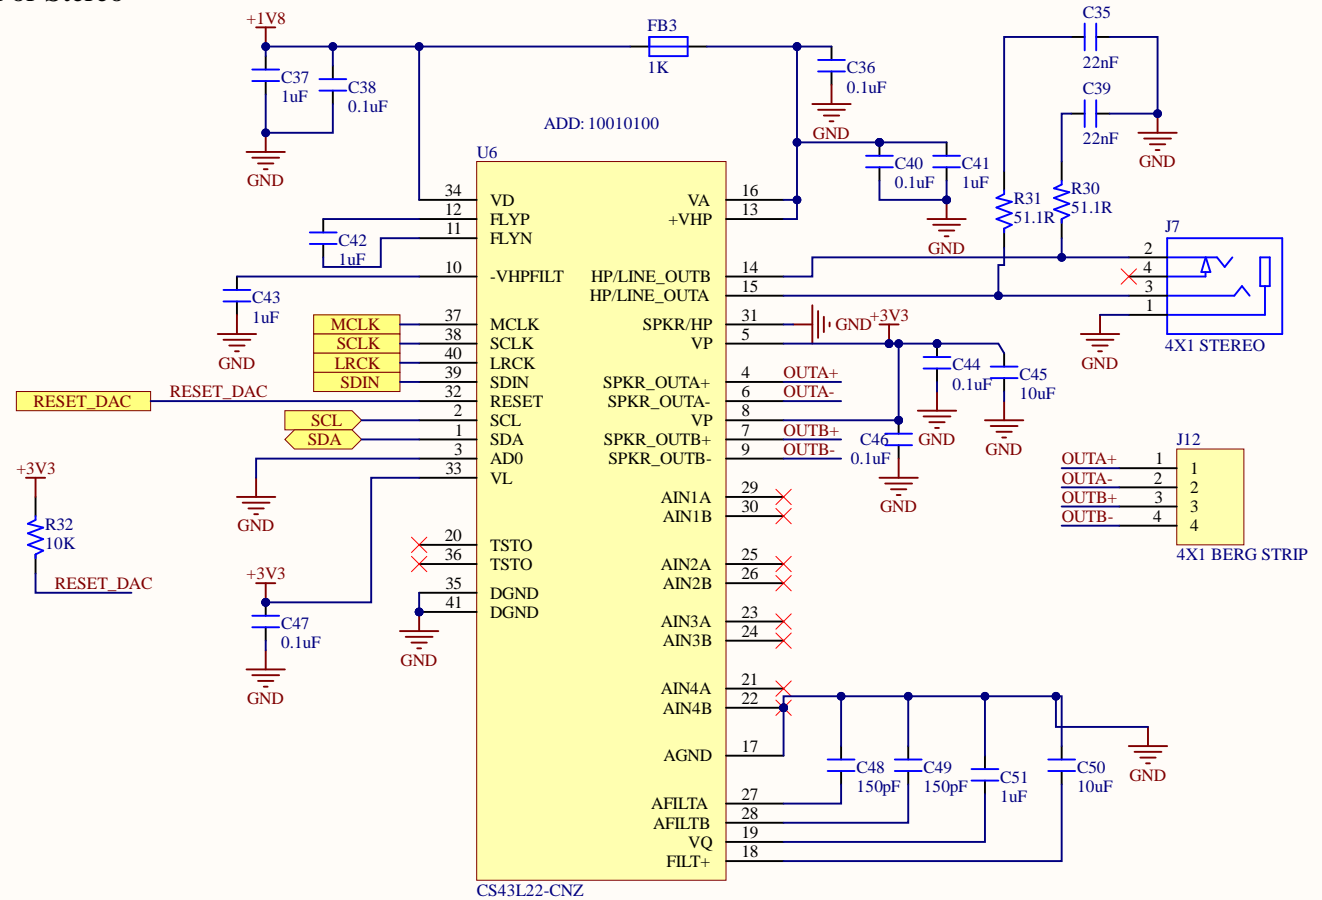 +1V8
C37
1uF
C38
0.1uF
FB3
1K
C36
0.1uF
GND
C35
22nF
C39
22nF
GND
GND
ADD: 10010100
C40
0.1uF
C41
1uF
GND
R31
51.1R
R30
51.1R
U6
34 VD
12 FLYP
11 FLYN
10 -VHPFILT
37 MCLK
38 SCLK
40 LRCK
39 SDIN
32 RESET
2 SCL
1 SDA
3 AD0
33 VL
20 TSTO
36 TSTO
35 DGND
41 DGND
VA 16
+VHP 13
HP/LINE_OUTB 14
HP/LINE_OUTA 15
SPKR/HP 31
VP 5
SPKR_OUTA+ 4
SPKR_OUTA- 6
VP 8
SPKR_OUTB+ 7
SPKR_OUTB- 9
AIN1A 29
AIN1B 30
AIN2A 25
AIN2B 26
AIN3A 23
AIN3B 24
AIN4A 21
AIN4B 22
AGND 17
AFILTA 27
AFILTB 28
VQ 19
FILT+ 18
CS43L22-CNZ
C42
1uF
C43
1uF
GND
MCLK
SCLK
LRCK
SDIN
RESET_DAC
RESET_DAC
SCL
SDA
GND
+3V3
R32
10K
RESET_DAC
+3V3
C47
0.1uF
GND
GND
J7
2
4
3
1
4X1 STEREO
GND
GND
+3V3
C44
0.1uF
GND
C45
10uF
GND
OUTA+
OUTA-
OUTB+
OUTB-
C46
0.1uF
GND
J12
OUTA+ 1 1
OUTA- 2 2
OUTB+ 3 3
OUTB- 4 4
4X1 BERG STRIP
C48
150pF
C49
150pF
C51
1uF
C50
10uF
GND